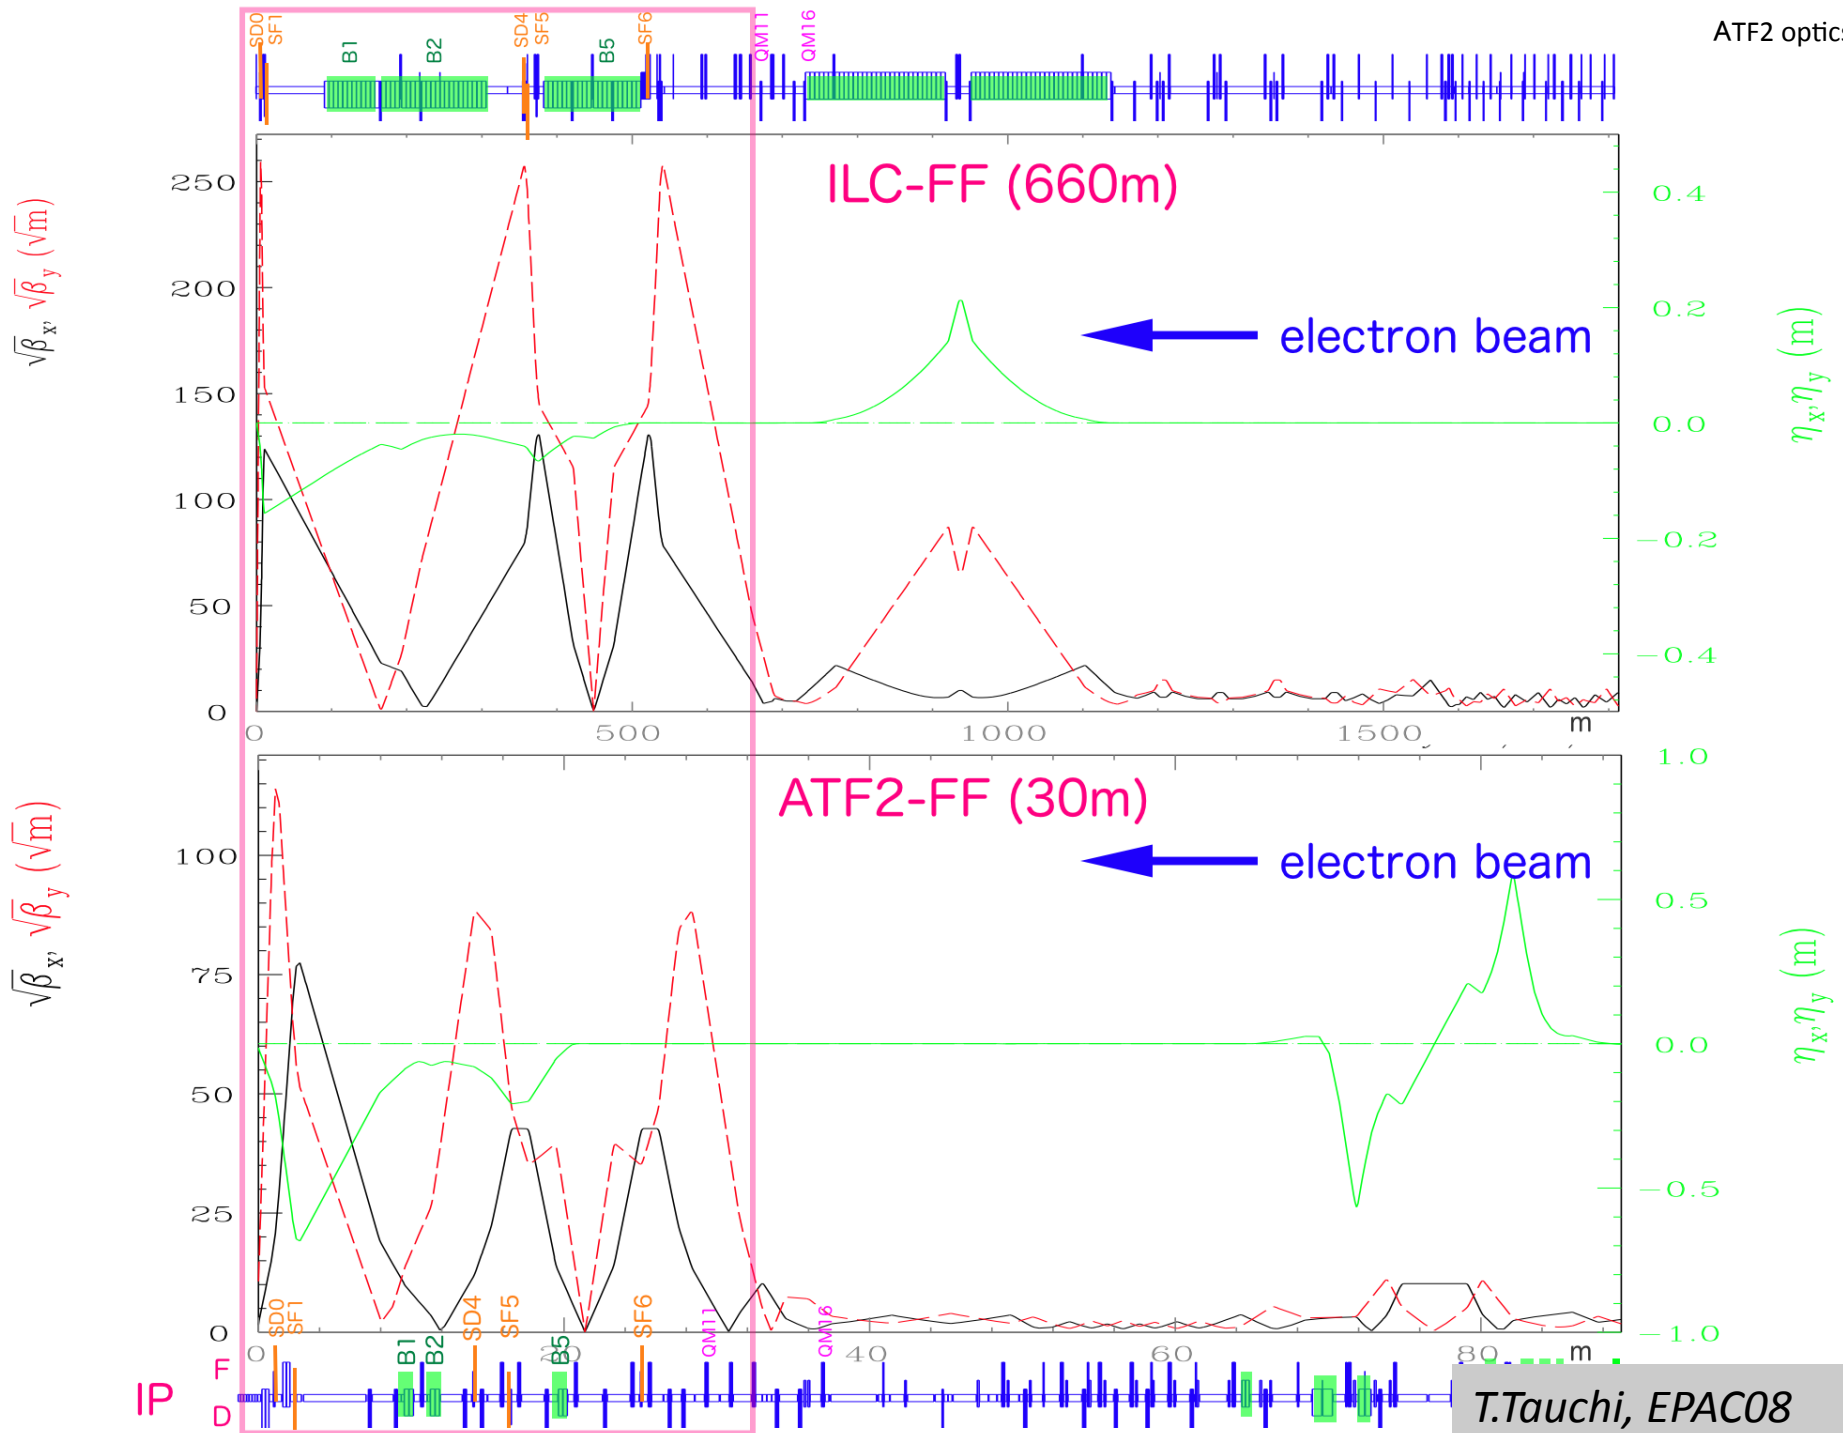 SD0
SF1
B1
B2
SD4
SF5
B5
SF6
QM11
QM16
ATF2 optics
ILC-FF (660m)
electron beam
√βx, √βy (√m)
250
200
150
100
50
0
0.4
0.2
0.0
−0.2
−0.4
ηx,ηy (m)
0
500
1000
1500
m
ATF2-FF (30m)
electron beam
√βx, √βy (√m)
100
75
50
25
0
1.0
0.5
0.0
−0.5
−1.0
ηx,ηy (m)
SD0
SF1
B1
B2
SD4
SF5
B5
SF6
QM11
QM16
0
20
40
60
80
m
F
IP
D
T.Tauchi, EPAC08